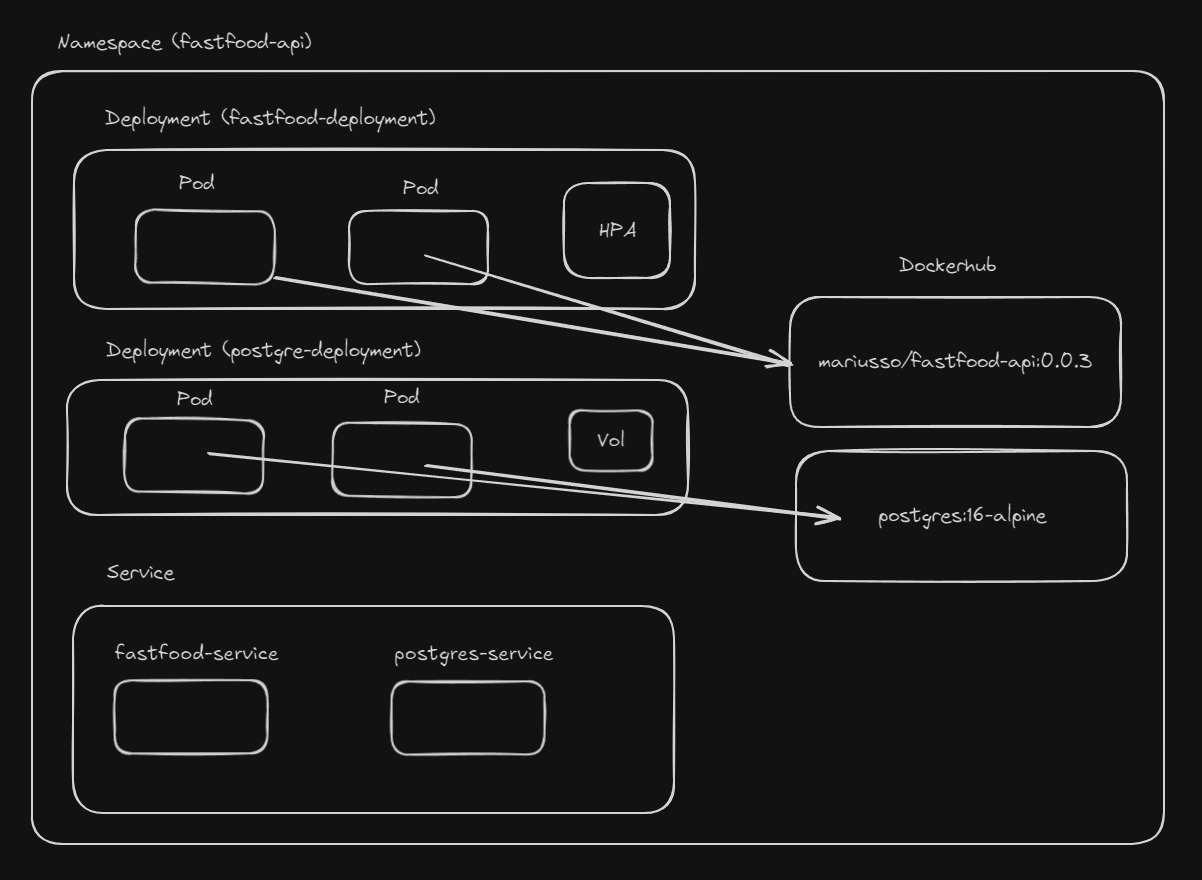 Namespace (fastfood-api)
Deployment (fastfood-deployment)
Pod
Pod
HPA
Dockerhub
mariusso/fastfood-api:0.0.3
Deployment (postgre-deployment)
Pod
Pod
Vol
postgres:16-alpine
Service
fastfood-service
postgres-service